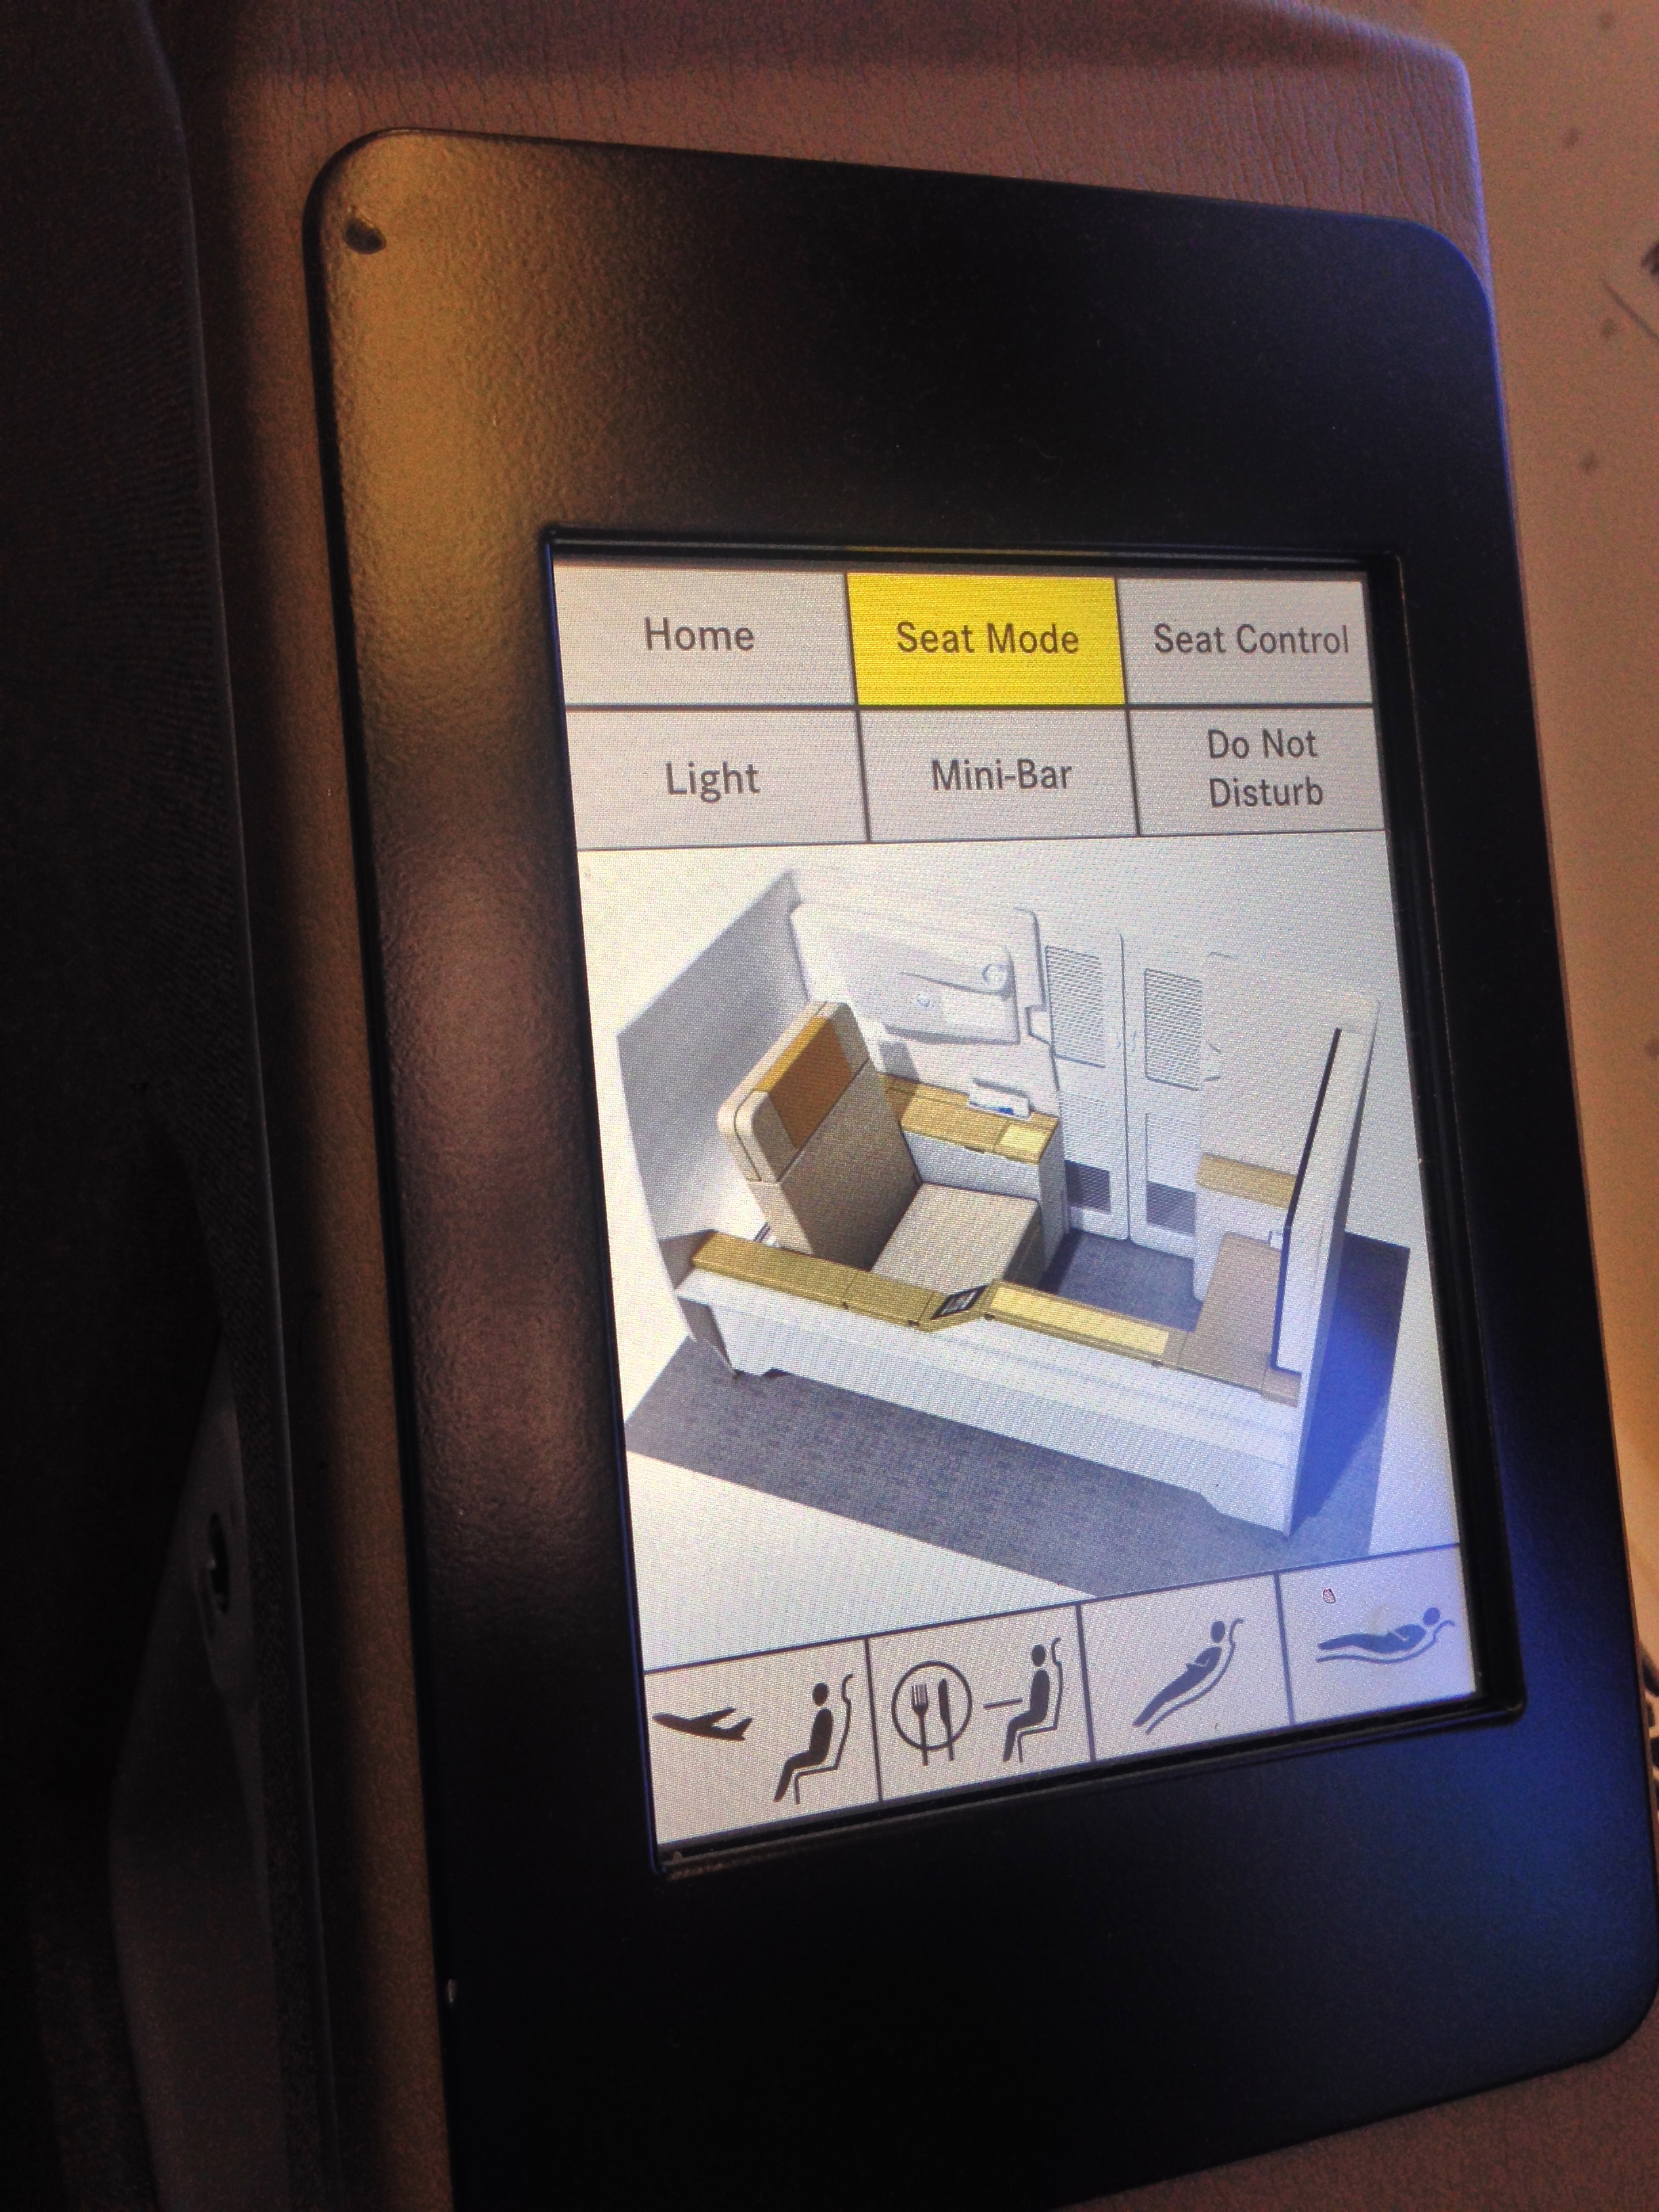 Home
Seat Mode
Seat Control
Light
Mini-Bar
Do Not
Disturb